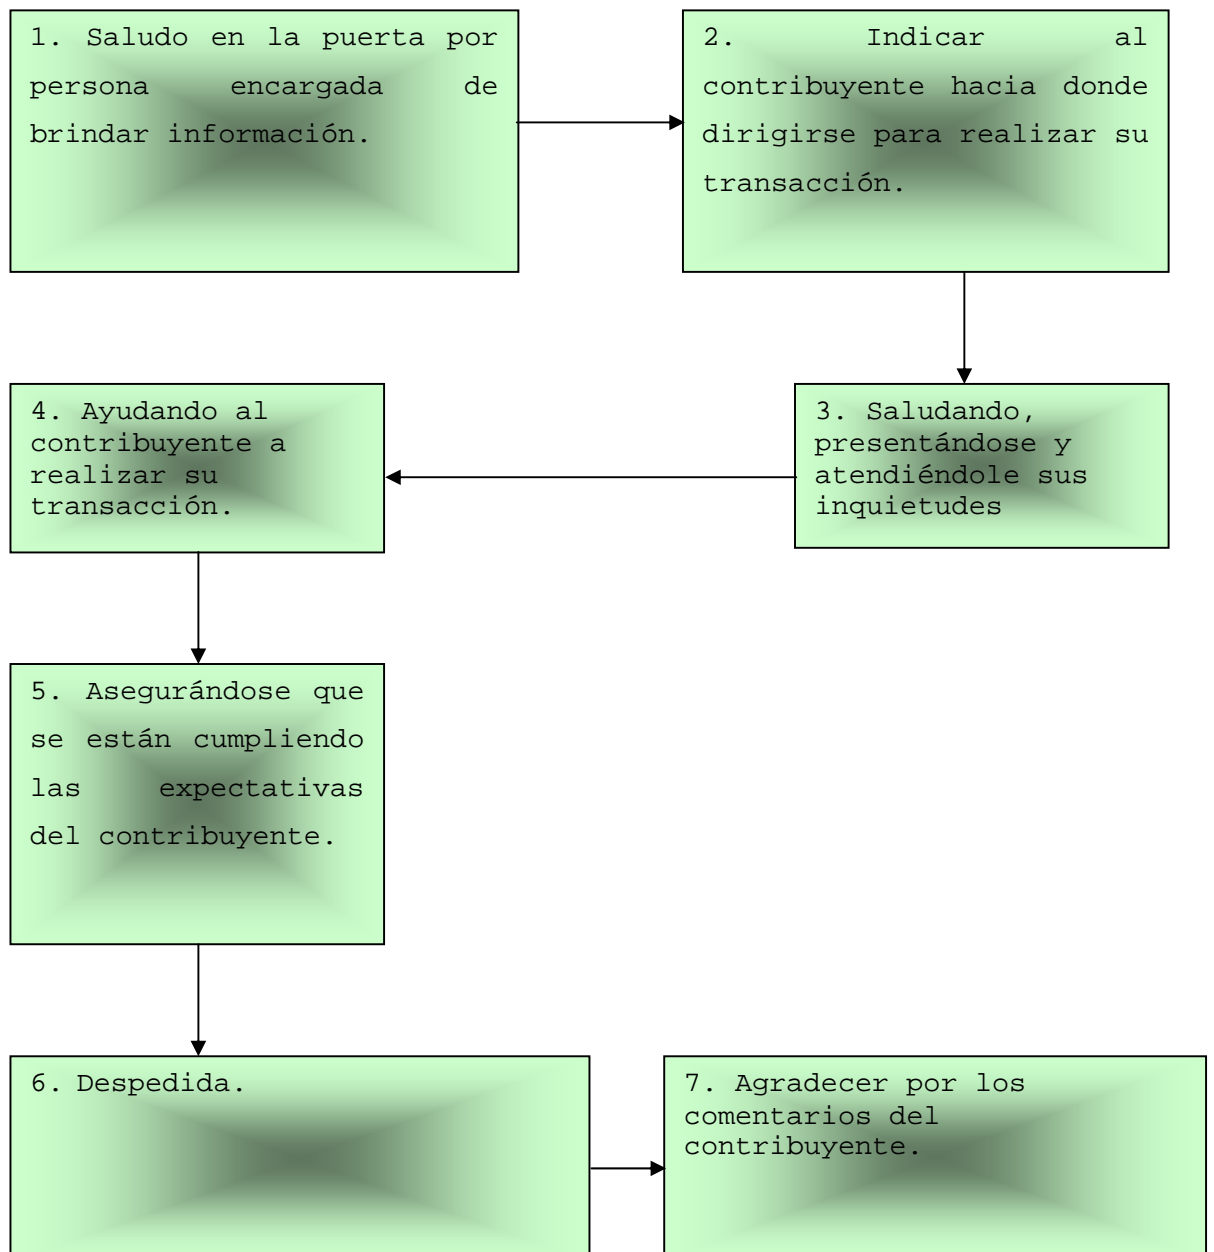 1. Saludo en la puerta por
persona encargada de
brindar información.
2. Indicar al
contribuyente hacia donde
dirigirse para realizar su
transacción.
3. Saludando,
presentándose y
atendiéndole sus
inquietudes
4. Ayudando al
contribuyente a
realizar su
transacción.
5. Asegurándose que
se están cumpliendo
las expectativas
del contribuyente.
6. Despedida.
7. Agradecer por los
comentarios del
contribuyente.